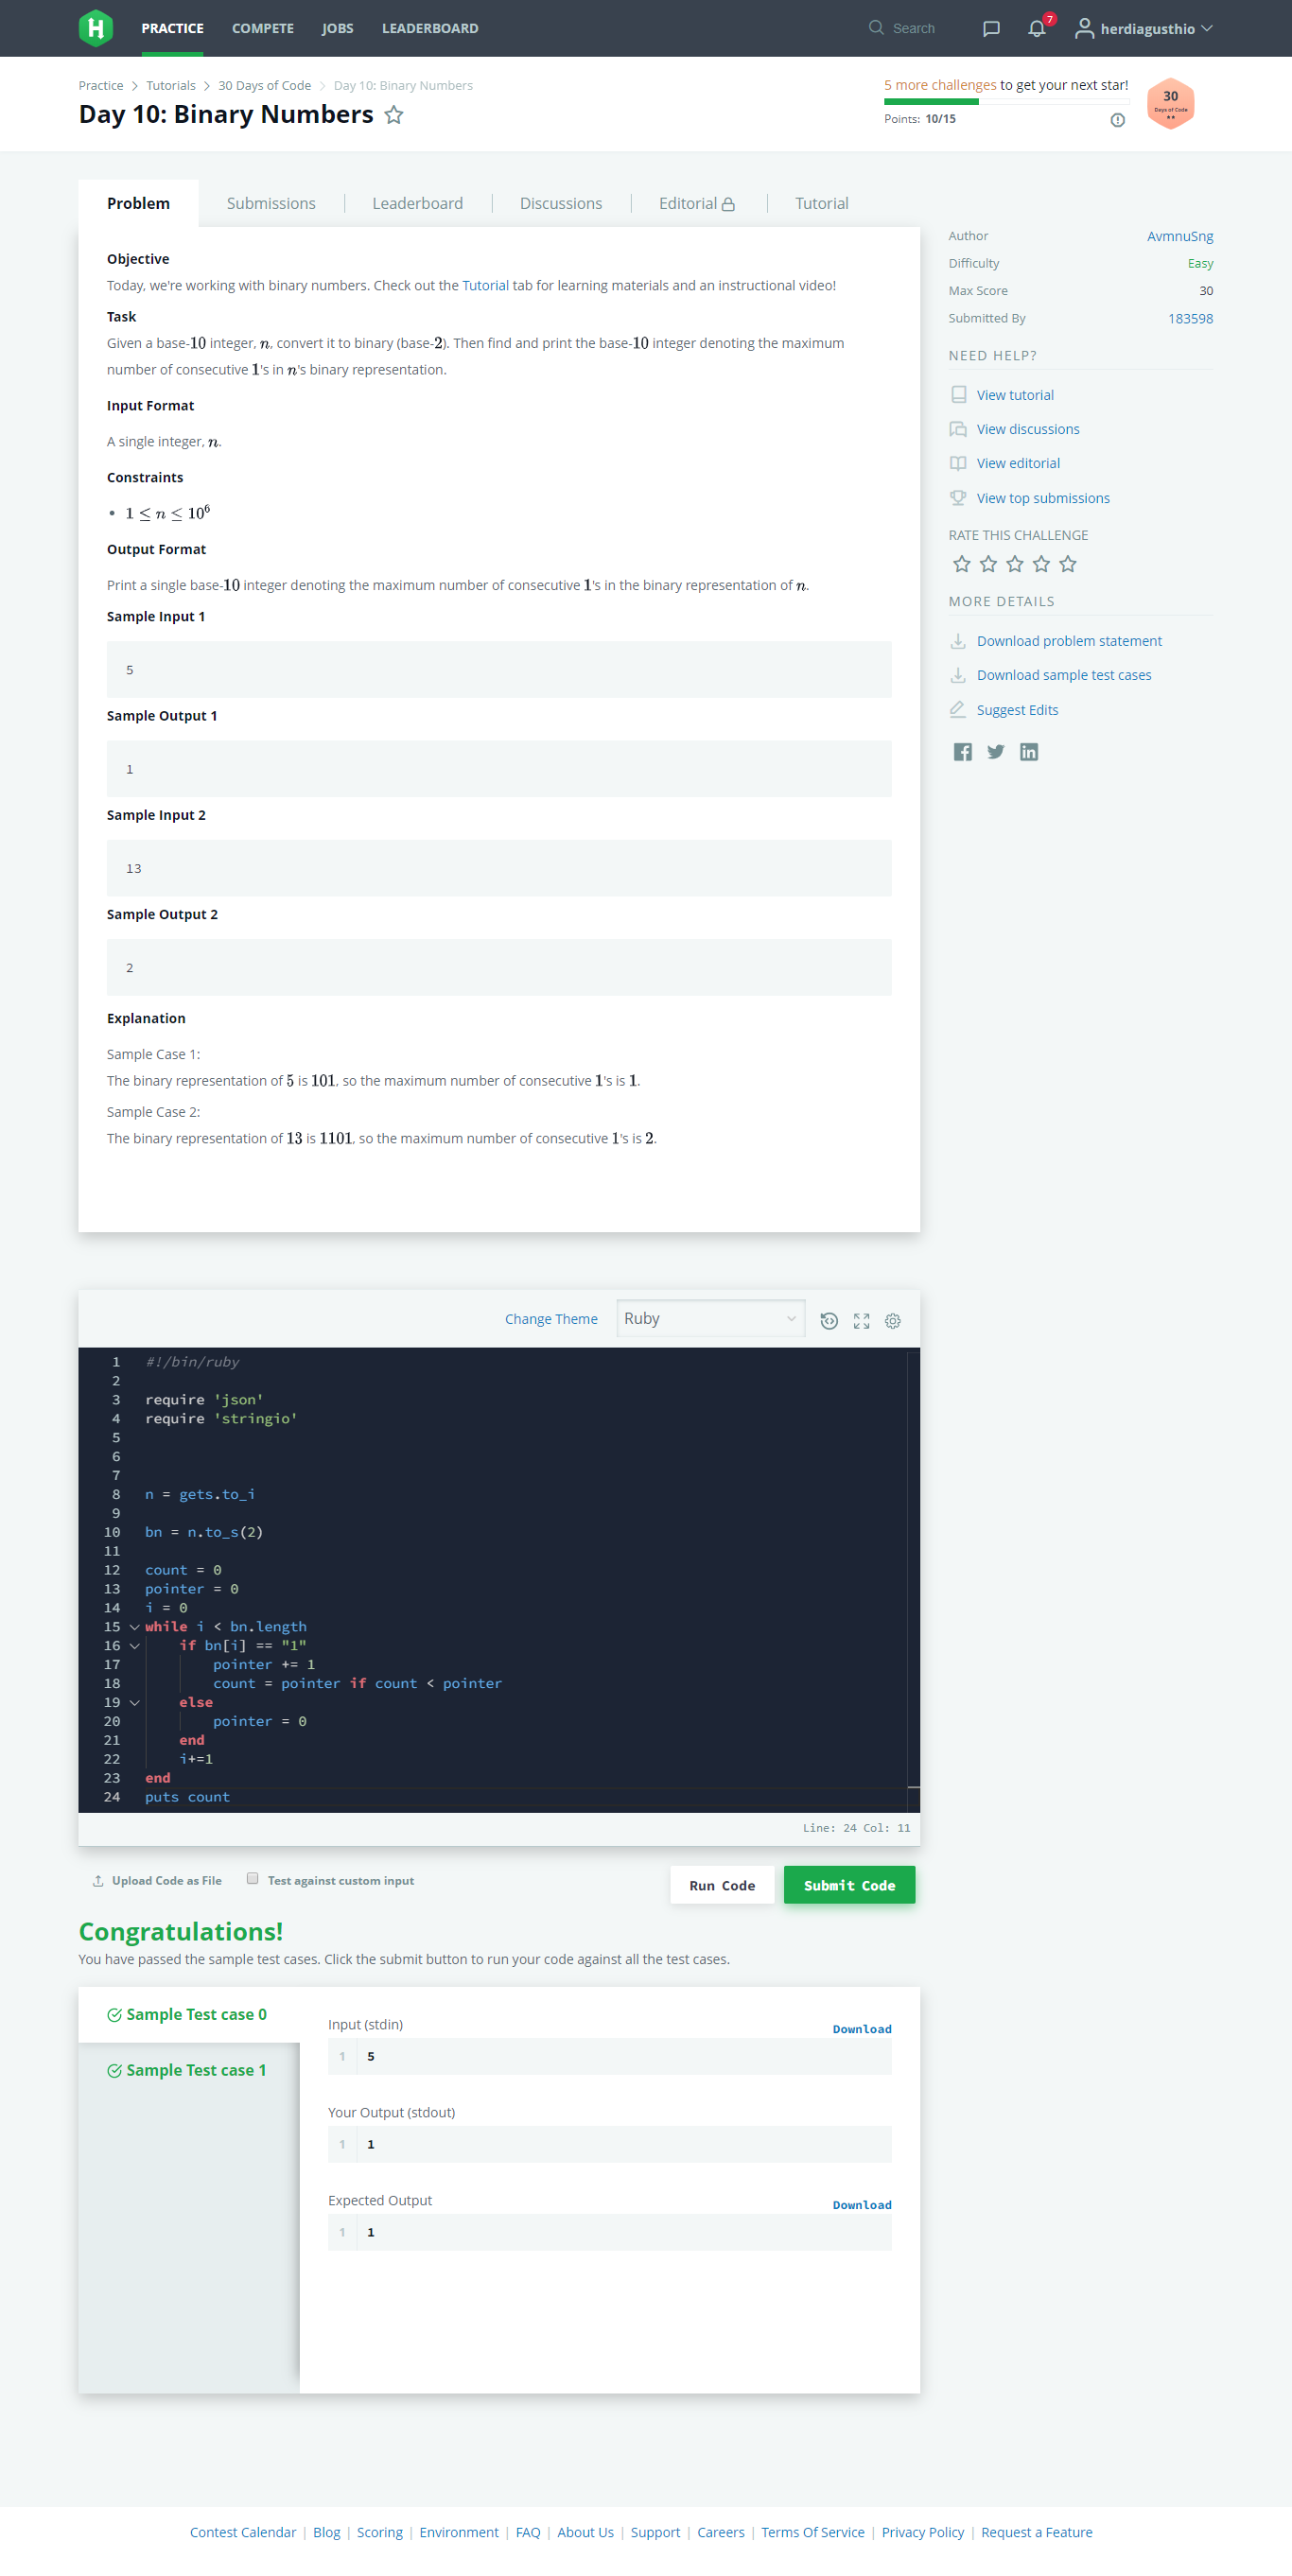 PRACTICE COMPETE JOBS LEADERBOARD Search 7 herdiagusthio
Practice > Tutorials > 30 Days of Code > Day 10: Binary Numbers
Day 10: Binary Numbers
5 more challenges to get your next star!
Points: 10/15
30
Days of Code
Problem Submissions Leaderboard Discussions Editorial Tutorial
Objective
Today, we're working with binary numbers. Check out the Tutorial tab for learning materials and an instructional video!
Task
Given a base-10 integer, n, convert it to binary (base-2). Then find and print the base-10 integer denoting the maximum
number of consecutive 1's in n's binary representation.
Input Format
A single integer, n.
Constraints
• 1 ≤ n ≤ 10⁶
Output Format
Print a single base-10 integer denoting the maximum number of consecutive 1's in the binary representation of n.
Sample Input 1
5
Sample Output 1
1
Sample Input 2
13
Sample Output 2
2
Explanation
Sample Case 1:
The binary representation of 5 is 101, so the maximum number of consecutive 1's is 1.
Sample Case 2:
The binary representation of 13 is 1101, so the maximum number of consecutive 1's is 2.
Author AvmnuSng
Difficulty Easy
Max Score 30
Submitted By 183598
NEED HELP?
View tutorial
View discussions
View editorial
View top submissions
RATE THIS CHALLENGE
MORE DETAILS
Download problem statement
Download sample test cases
Suggest Edits
Change Theme Ruby
1 #!/bin/ruby
2
3 require 'json'
4 require 'stringio'
5
6
7
8 n = gets.to_i
9
10 bn = n.to_s(2)
11
12 count = 0
13 pointer = 0
14 i = 0
15 while i < bn.length
16 if bn[i] == "1"
17 pointer += 1
18 count = pointer if count < pointer
19 else
20 pointer = 0
21 end
22 i+=1
23 end
24 puts count
Line: 24 Col: 11
Upload Code as File Test against custom input Run Code Submit Code
Congratulations!
You have passed the sample test cases. Click the submit button to run your code against all the test cases.
Sample Test case 0
Sample Test case 1
Input (stdin) Download
1 5
Your Output (stdout)
1 1
Expected Output Download
1 1
Contest Calendar | Blog | Scoring | Environment | FAQ | About Us | Support | Careers | Terms Of Service | Privacy Policy | Request a Feature